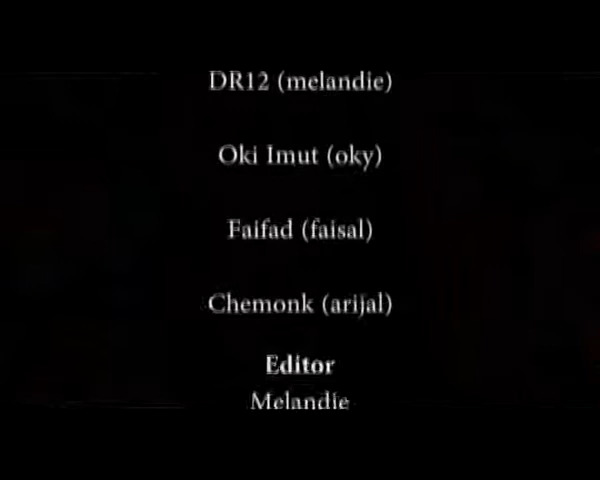 DR12 (melandie)
Oki Imut (oky)
Faifad (faisal)
Chemonk (arijal)
Editor
Melandie